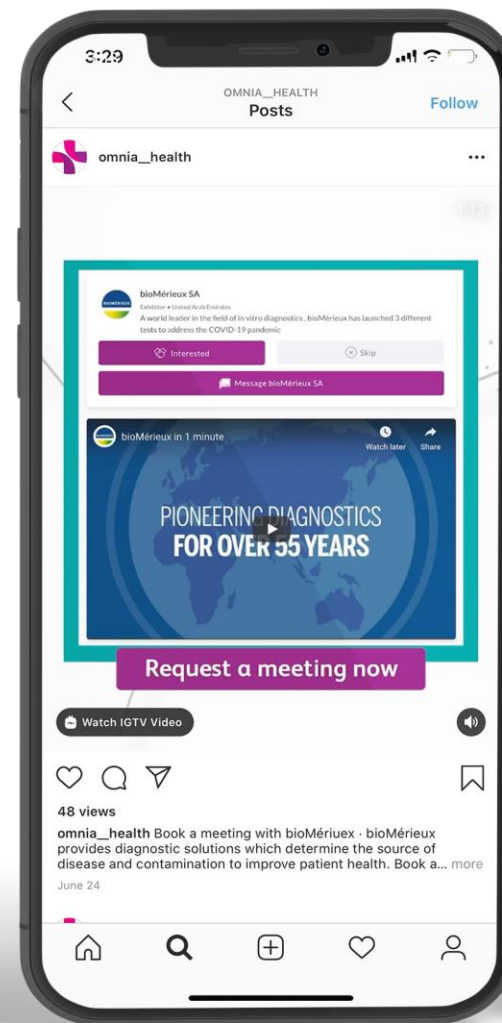 3:29
OMNIA__HEALTH
Posts
Follow
omnia__health
bioMérieux SA
Exhibitor • United Arab Emirates
A world leader in the field of in vitro diagnostics , bioMérieux has launched 3 different
tests to address the COVID-19 pandemic
Interested
Skip
Message bioMérieux SA
bioMérieux in 1 minute
Watch later
Share
PIONEERING DIAGNOSTICS
FOR OVER 55 YEARS
Request a meeting now
Watch IGTV Video
48 views
omnia__health Book a meeting with bioMériuex · bioMérieux
provides diagnostic solutions which determine the source of
disease and contamination to improve patient health. Book a... more
June 24